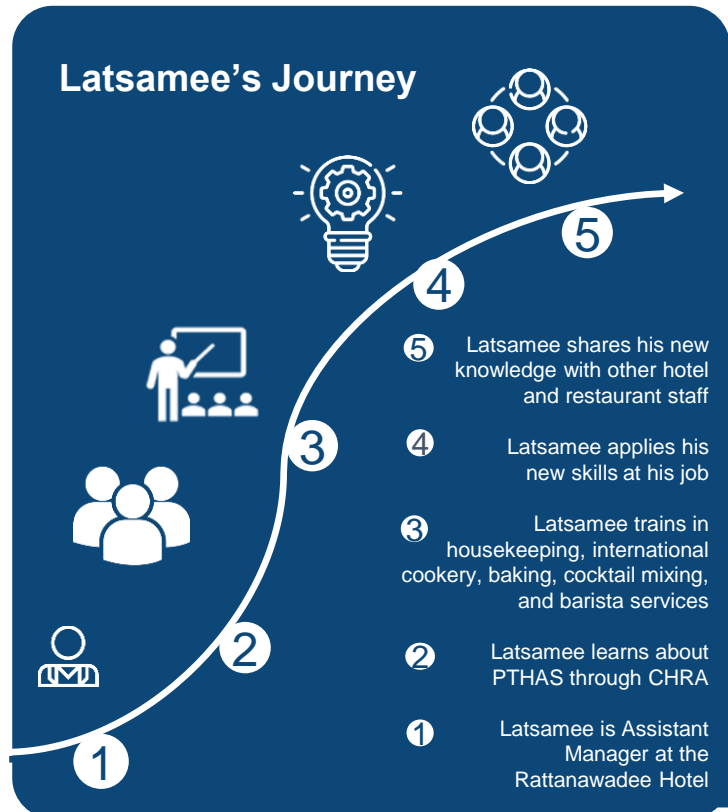 Latsamee's Journey
5
4
3
2
1
5 Latsamee shares his new
knowledge with other hotel
and restaurant staff
4 Latsamee applies his
new skills at his job
3 Latsamee trains in
housekeeping, international
cookery, baking, cocktail mixing,
and barista services
2 Latsamee learns about
PTHAS through CHRA
1 Latsamee is Assistant
Manager at the
Rattanawadee Hotel